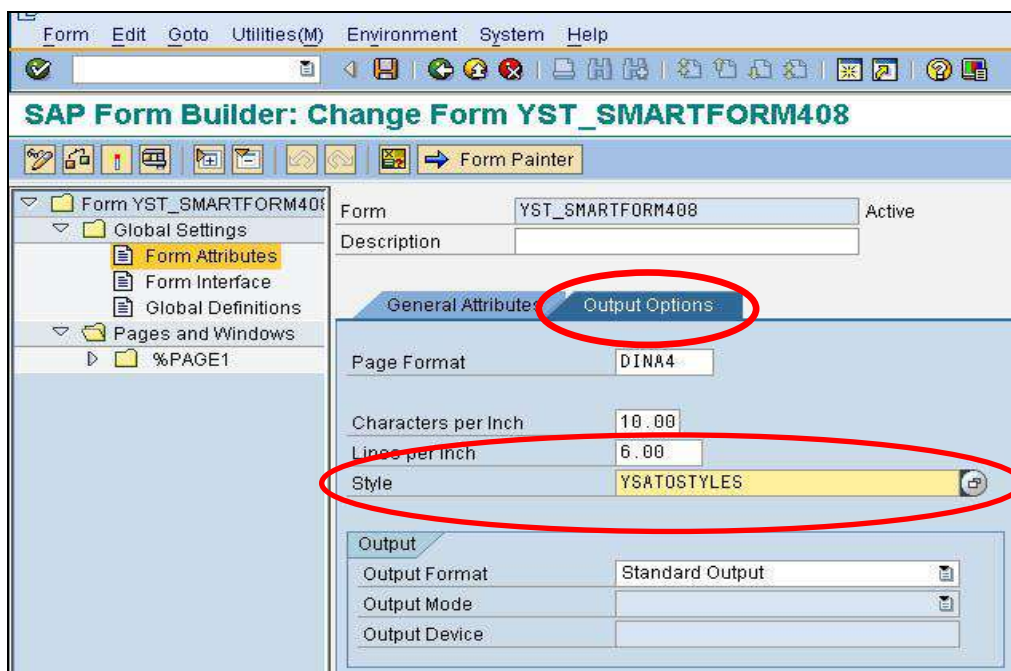 Form Edit Goto Utilities(M) Environment System Help
SAP Form Builder: Change Form YST_SMARTFORM408
Form Painter
Form YST_SMARTFORM408
Global Settings
Form Attributes
Form Interface
Global Definitions
Pages and Windows
%PAGE1
Form YST_SMARTFORM408 Active
Description
General Attributes Output Options
Page Format DINA4
Characters per Inch 10.00
Lines per Inch 6.00
Style YSATOSTYLES
Output
Output Format Standard Output
Output Mode
Output Device